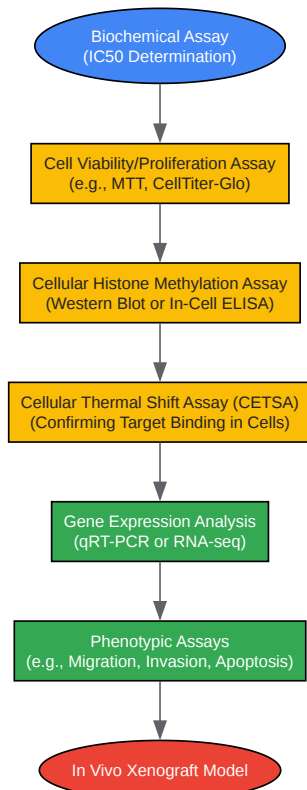 Biochemical Assay
(IC50 Determination)
Cell Viability/Proliferation Assay
(e.g., MTT, CellTiter-Glo)
Cellular Histone Methylation Assay
(Western Blot or In-Cell ELISA)
Cellular Thermal Shift Assay (CETSA)
(Confirming Target Binding in Cells)
Gene Expression Analysis
(qRT-PCR or RNA-seq)
Phenotypic Assays
(e.g., Migration, Invasion, Apoptosis)
In Vivo Xenograft Model